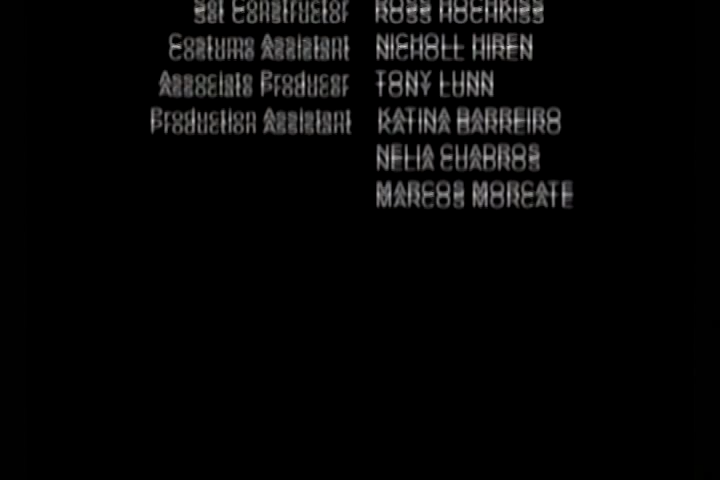 Set Constructor ROSS HOCHKISS
Costume Assistant NICHOLL HIREN
Associate Producer TONY LUNN
Production Assistant KATINA BARREIRO
NELIA CUADROS
MARCOS MORCATE